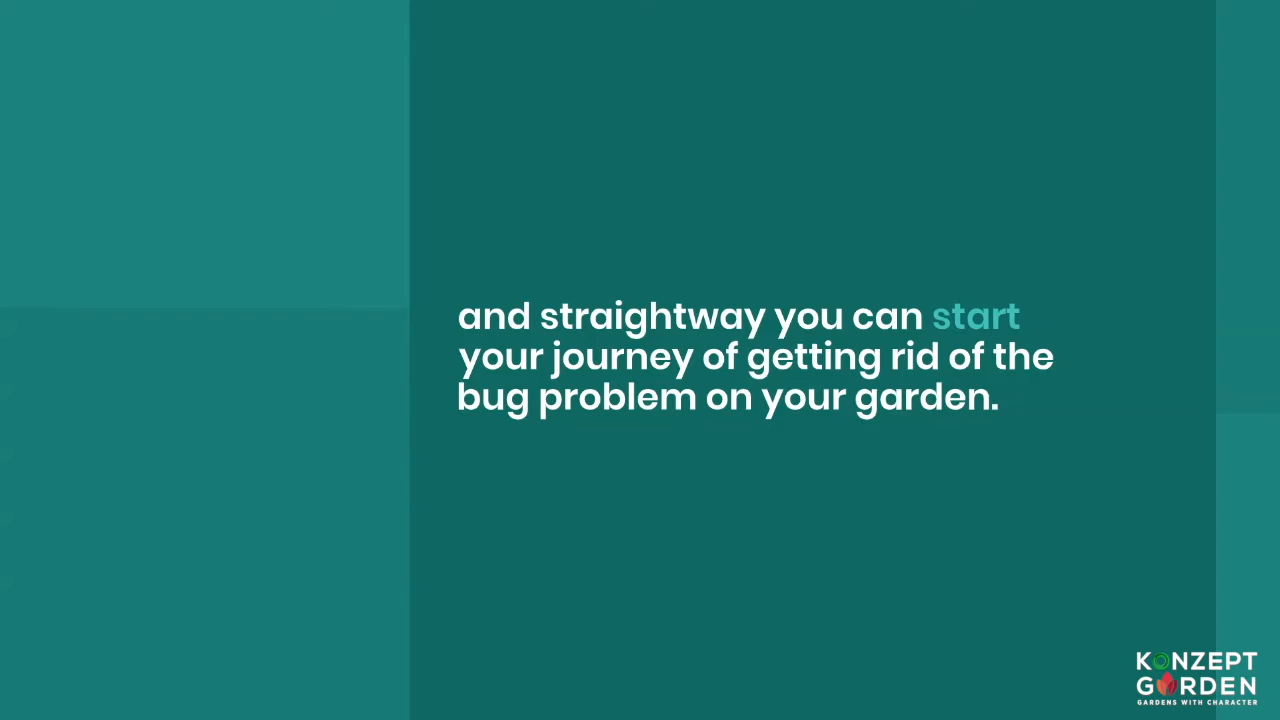 and straightway you can start
your journey of getting rid of the
bug problem on your garden.
KONZEPT
GARDEN
GARDENS WITH CHARACTER